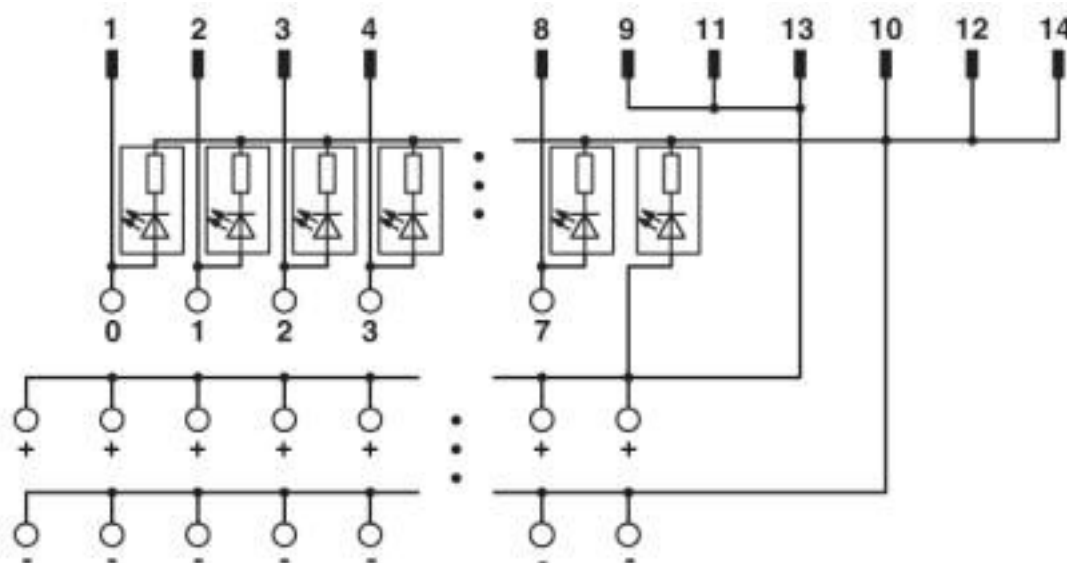 1 2 3 4 8 9 11 13 10 12 14
0 1 2 3 7
+ + + + + + +
- - - - - - -